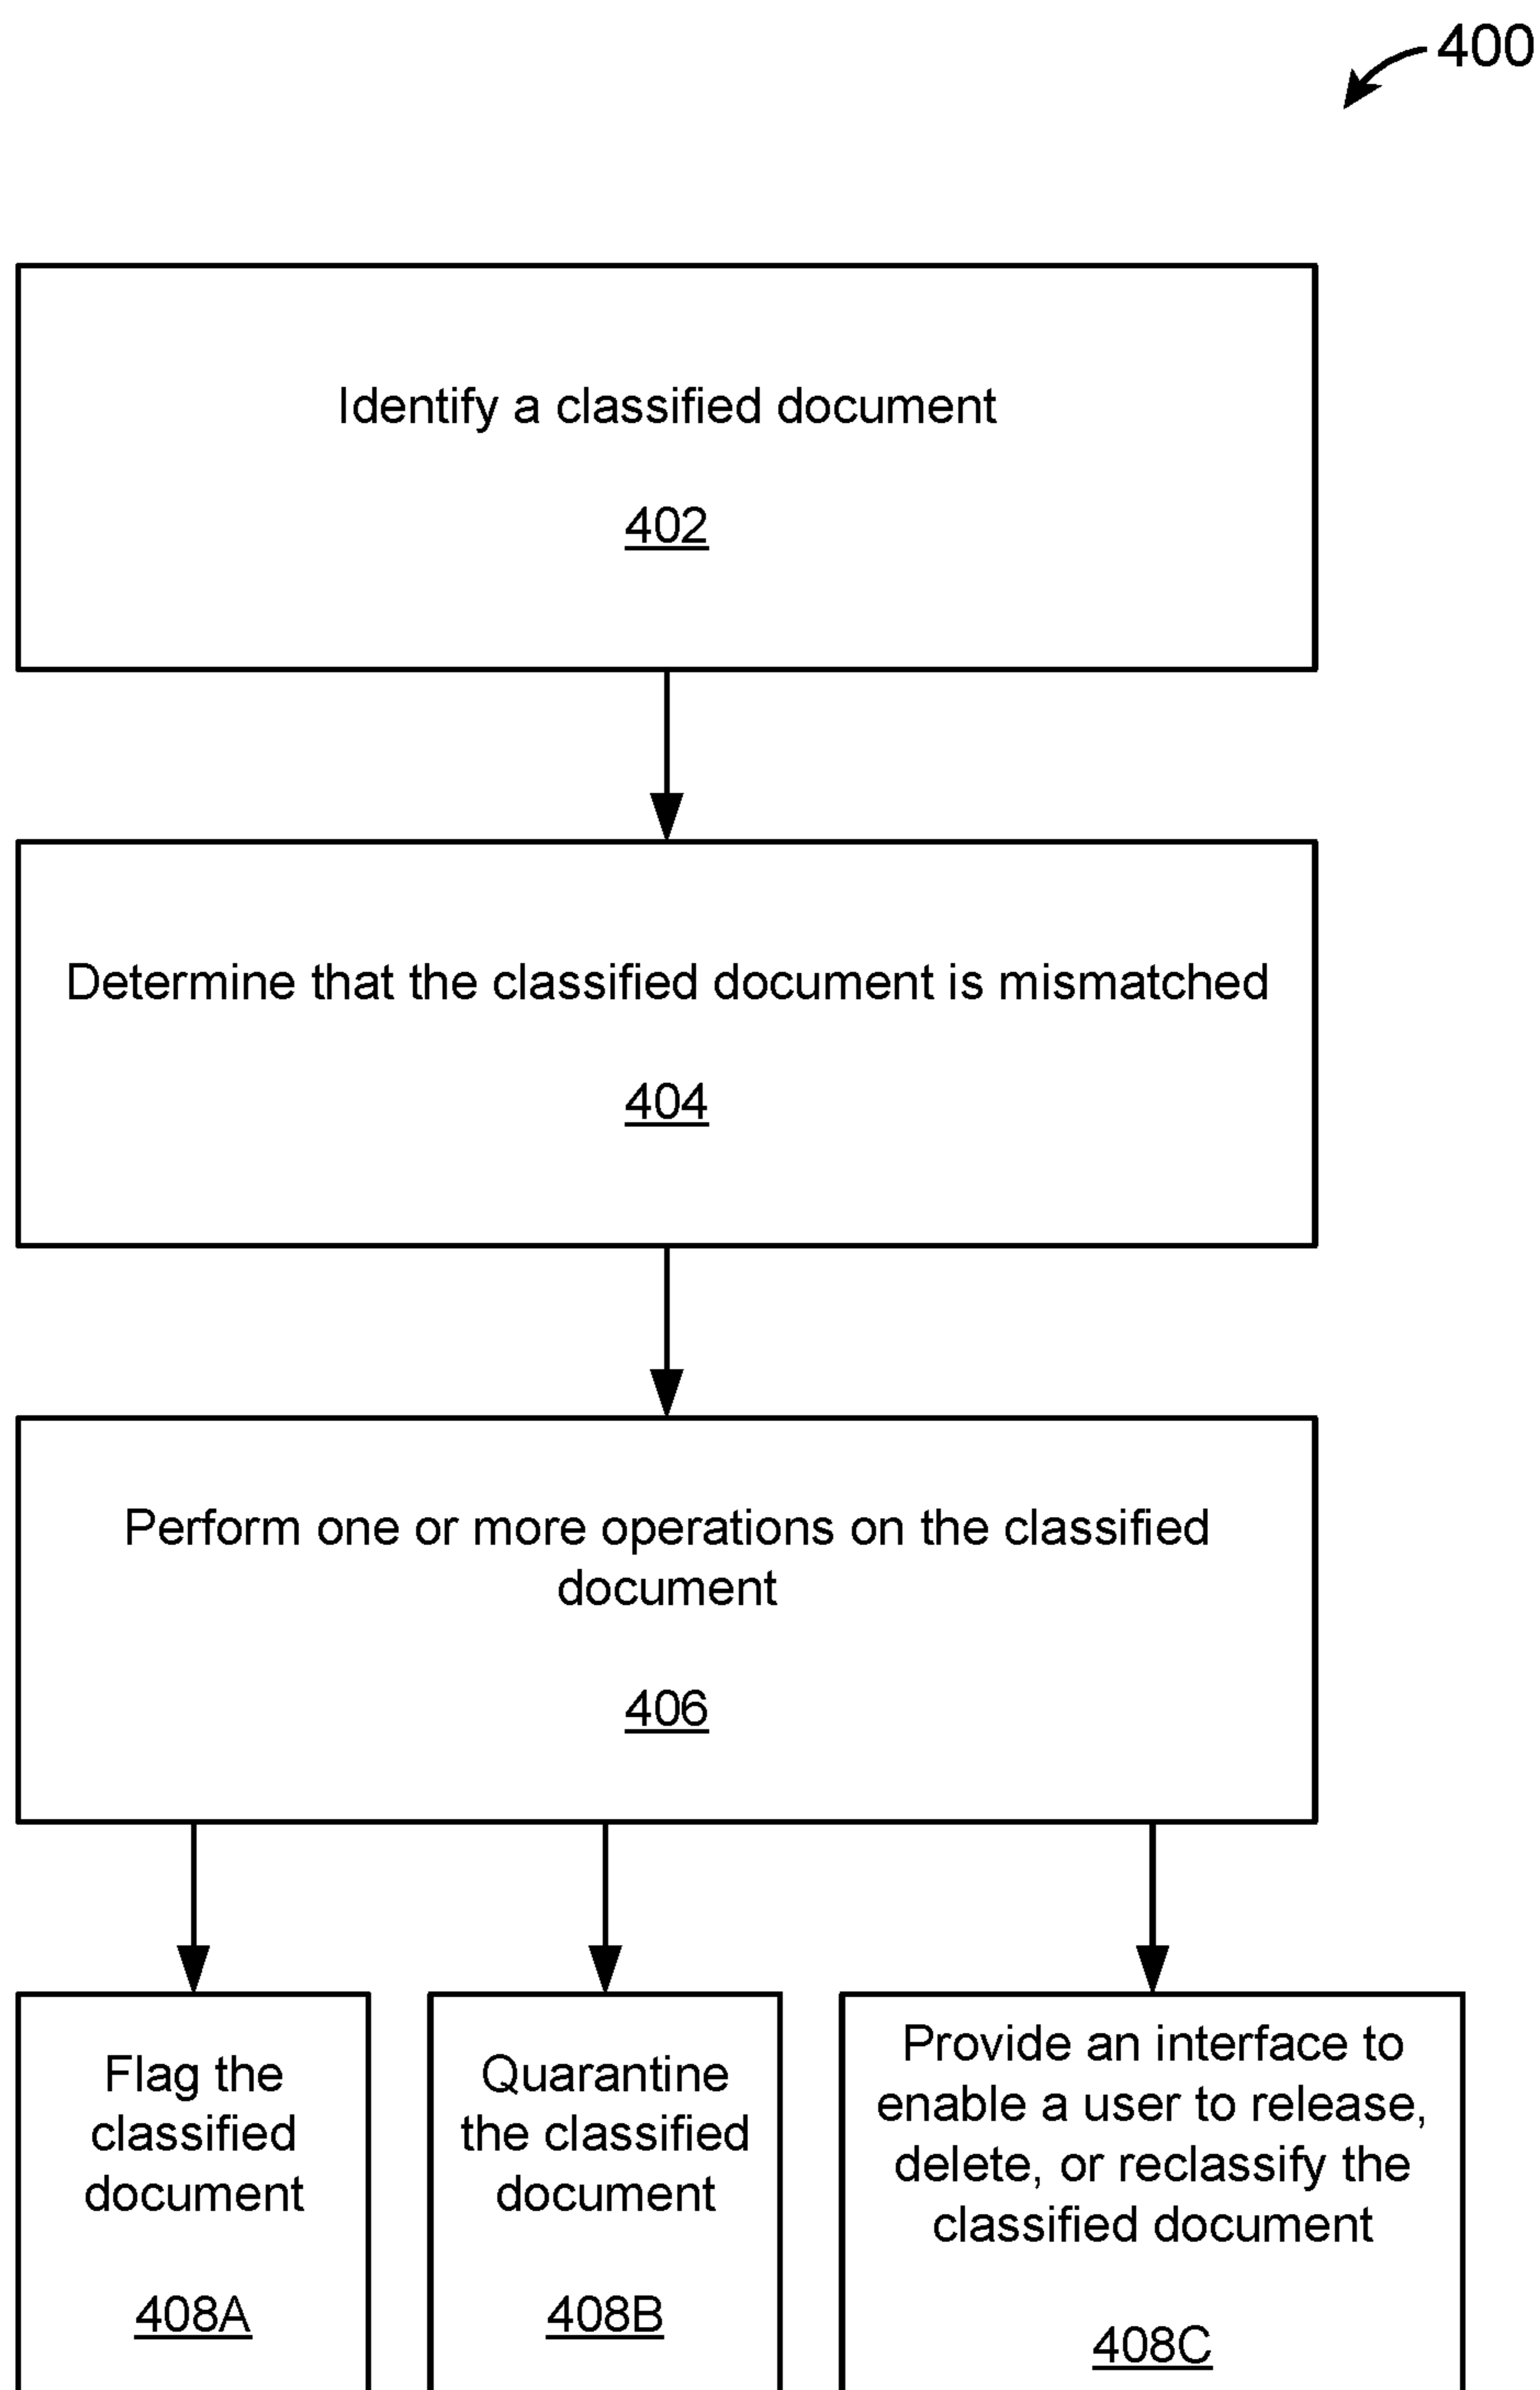 400
Identify a classified document
402
Determine that the classified document is mismatched
404
Perform one or more operations on the classified
document
406
Flag the
classified
document
408A
Quarantine
the classified
document
408B
Provide an interface to
enable a user to release,
delete, or reclassify the
classified document
408C